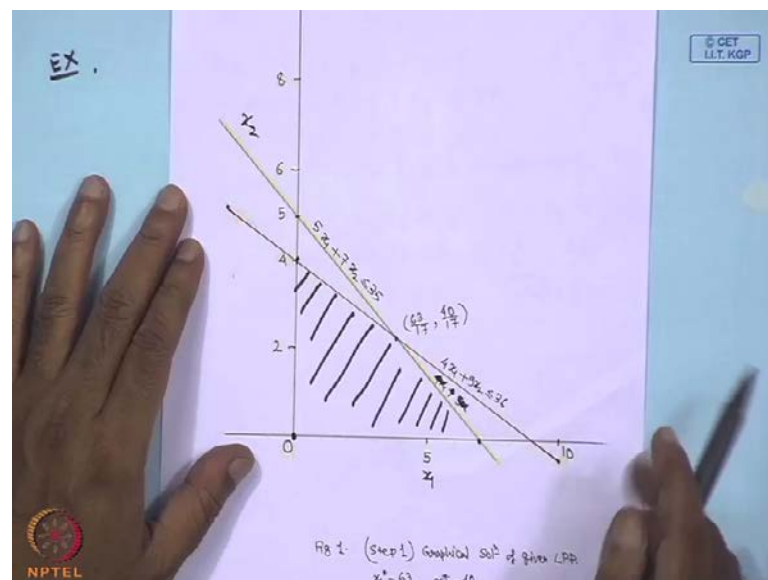 EX.
© CET
I.I.T. KGP
8
x₂
6
5
5x₁+7x₂≤35
4
(63/17, 40/17)
2
4x₁+9x₂≤36
0
5
10
x₁
Fig 1. (Step 1) Graphical Solⁿ of given LPP.
NPTEL